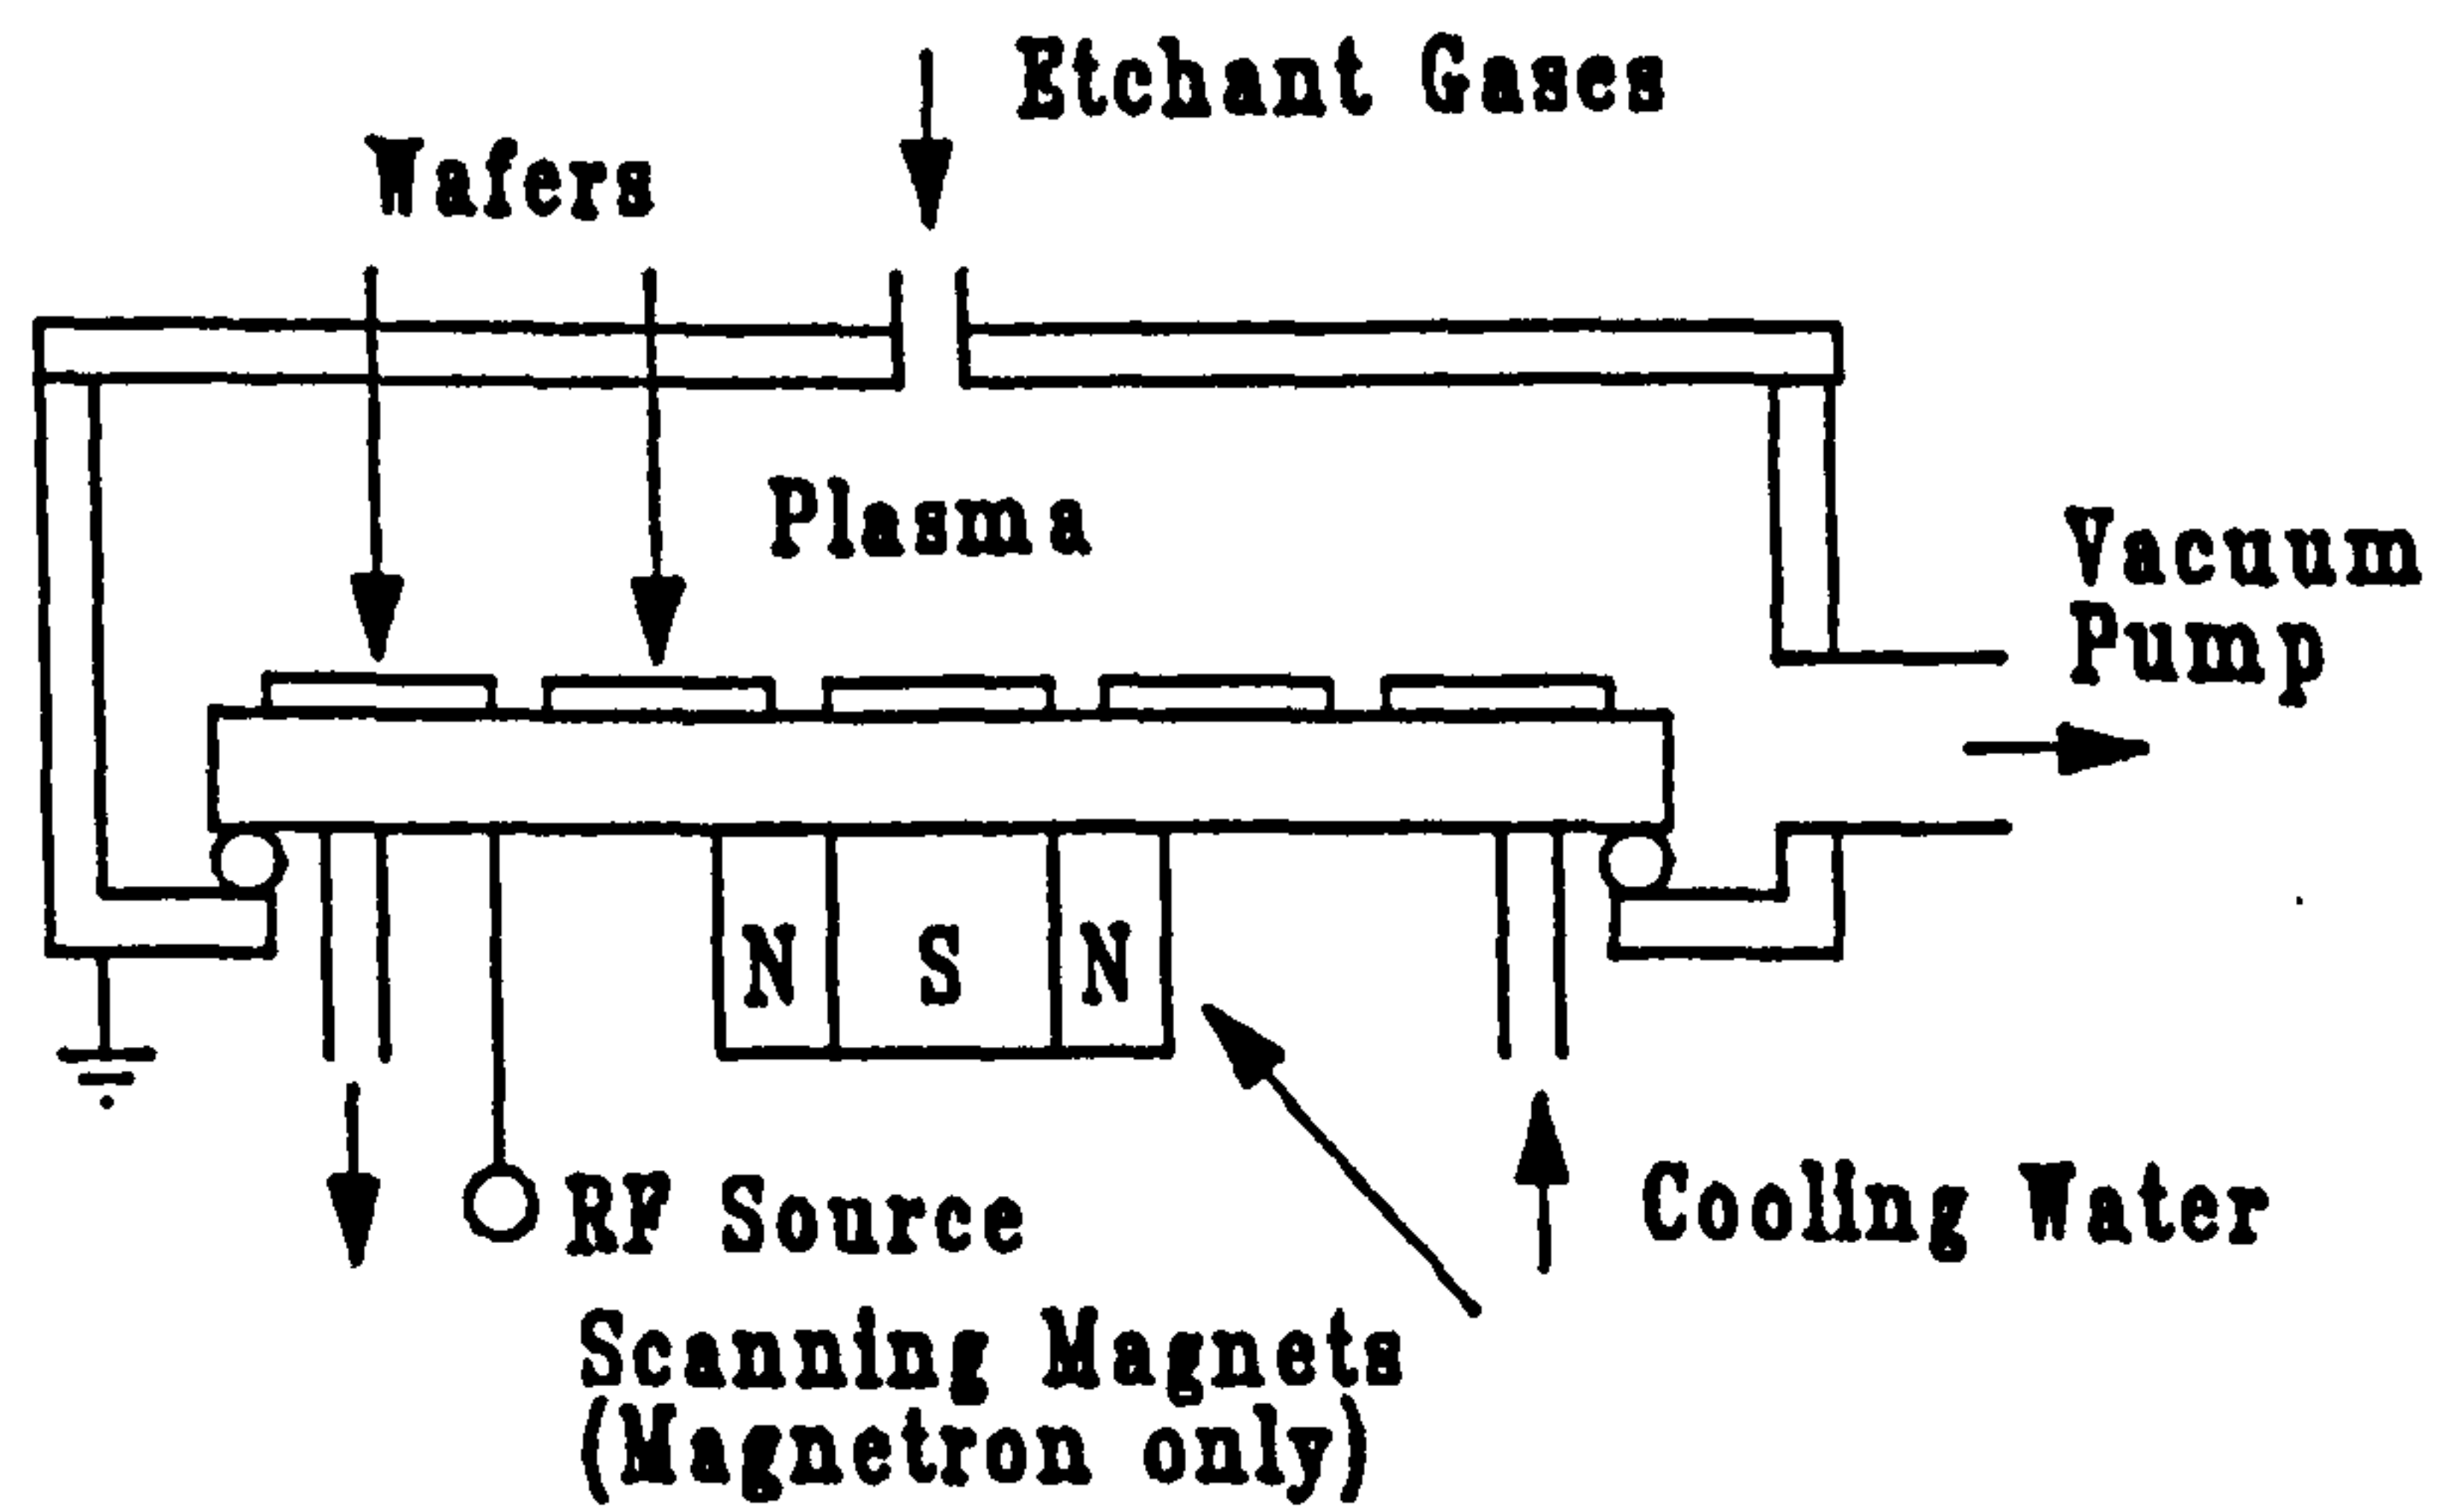 Etchant Gases
Wafers
Plasma
Vacuum
Pump
N S N
RF Source
Cooling Water
Scanning Magnets
(Magnetron only)